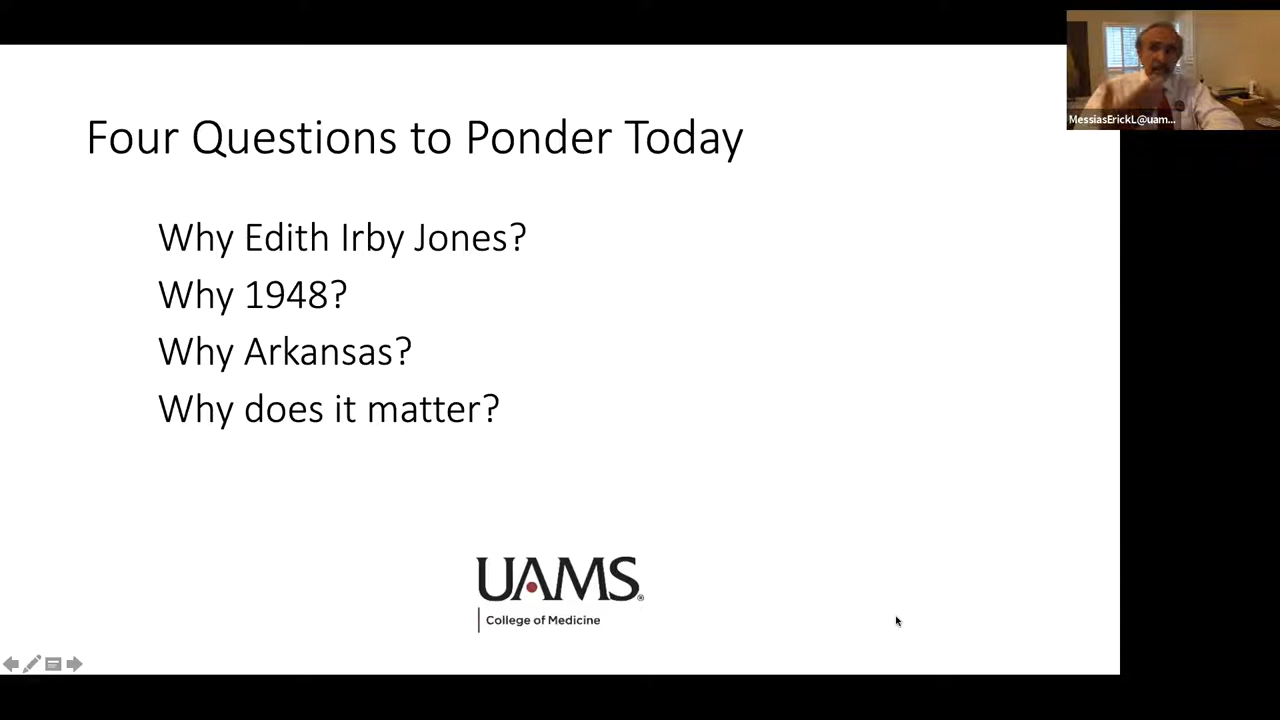 MessiasErickL@uam...
Four Questions to Ponder Today
Why Edith Irby Jones?
Why 1948?
Why Arkansas?
Why does it matter?
UAMS®
College of Medicine